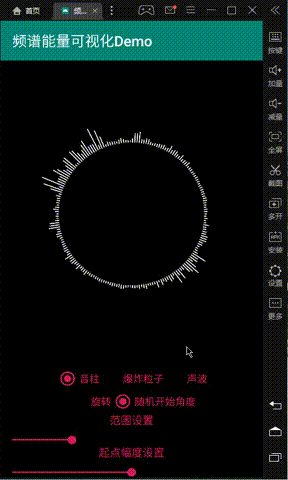 首页
频...
频谱能量可视化Demo
按键
加量
减量
全屏
截图
多开
安装
设置
更多
音柱 爆炸粒子 声波
旋转 随机开始角度
范围设置
起点幅度设置